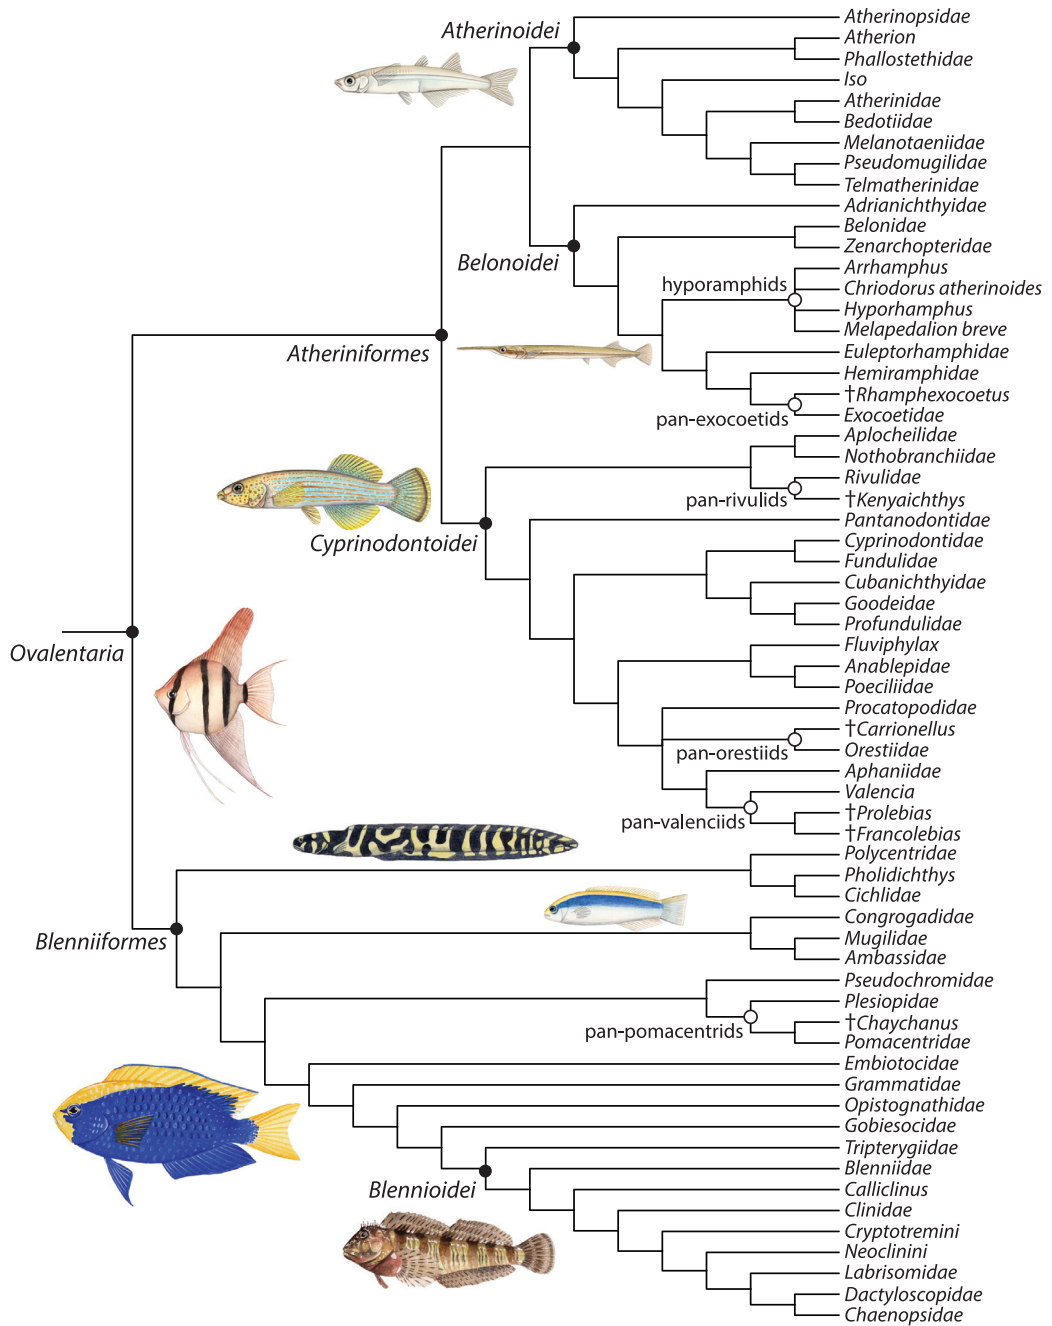 Atherinopsidae
Atherinoidei
Atherion
Phallostethidae
Iso
Atherinidae
Bedotiidae
Melanotaeniidae
Pseudomugilidae
Telmatherinidae
Adrianichthyidae
Belonidae
Zenarchopteridae
Belonoidei
Arrhamphus
hyporamphids
Chriodorus atherinoides
Hyporhamphus
Melapedalion breve
Atheriniformes
Euleptorhamphidae
Hemiramphidae
†Rhamphexocoetus
pan-exocoetids
Exocoetidae
Aplocheilidae
Nothobranchiidae
Rivulidae
pan-rivulids
†Kenyaichthys
Pantanodontidae
Cyprinodontoidei
Cyprinodontidae
Fundulidae
Cubanichthyidae
Goodeidae
Profundulidae
Fluviphylax
Ovalentaria
Anablepidae
Poeciliidae
Procatopodidae
†Carrionellus
pan-orestiids
Orestiidae
Aphaniidae
Valencia
†Prolebias
pan-valenciids
†Francolebias
Polycentridae
Pholidichthys
Cichlidae
Congrogadidae
Blenniiformes
Mugilidae
Ambassidae
Pseudochromidae
Plesiopidae
†Chaychanus
pan-pomacentrids
Pomacentridae
Embiotocidae
Grammatidae
Opistognathidae
Gobiesocidae
Tripterygiidae
Blenniidae
Blennioidei
Calliclinus
Clinidae
Cryptotremini
Neoclinini
Labrisomidae
Dactyloscopidae
Chaenopsidae